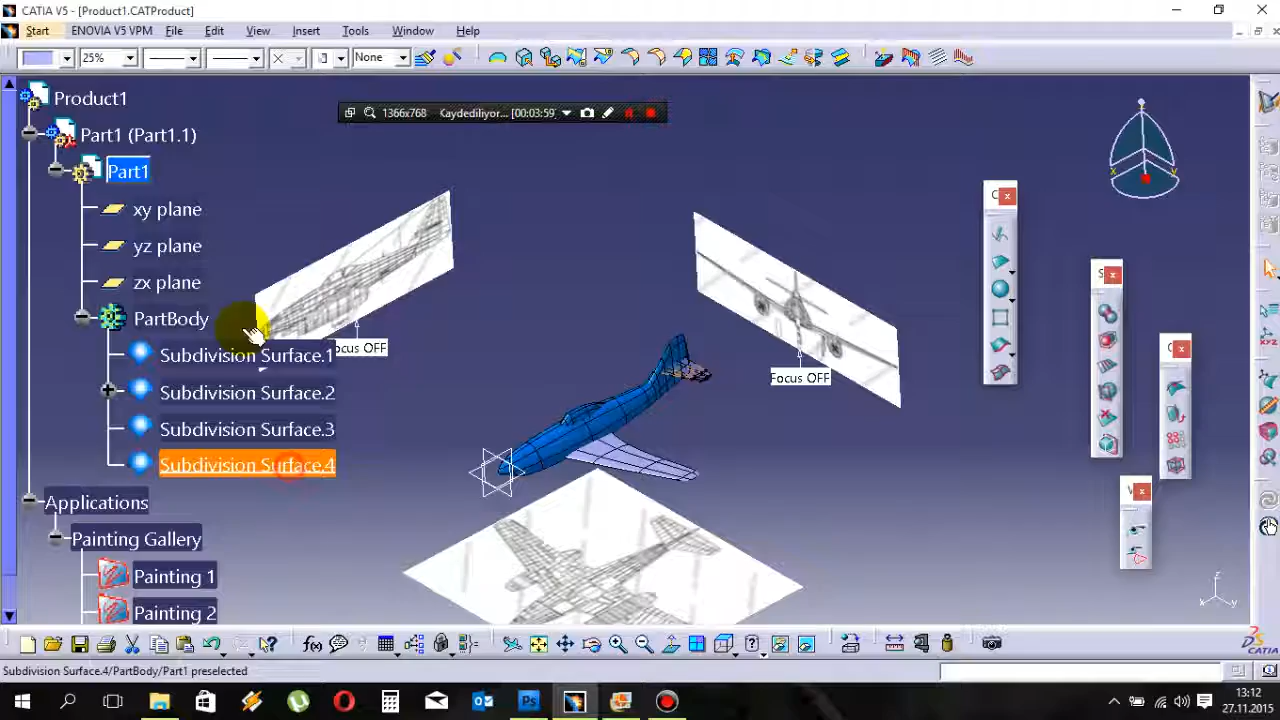 CATIA V5 - [Product1.CATProduct]
Start ENOVIA V5 VPM File Edit View Insert Tools Window Help
25% None
Product1
1366x768 Kaydediliyor... [00:03:59]
Part1 (Part1.1)
Part1
xy plane
yz plane
zx plane
PartBody
ocus OFF
Focus OFF
Subdivision Surface.1
Subdivision Surface.2
Subdivision Surface.3
Subdivision Surface.4
Applications
Painting Gallery
Painting 1
Painting 2
Subdivision Surface.4/PartBody/Part1 preselected
13:12
27.11.2015